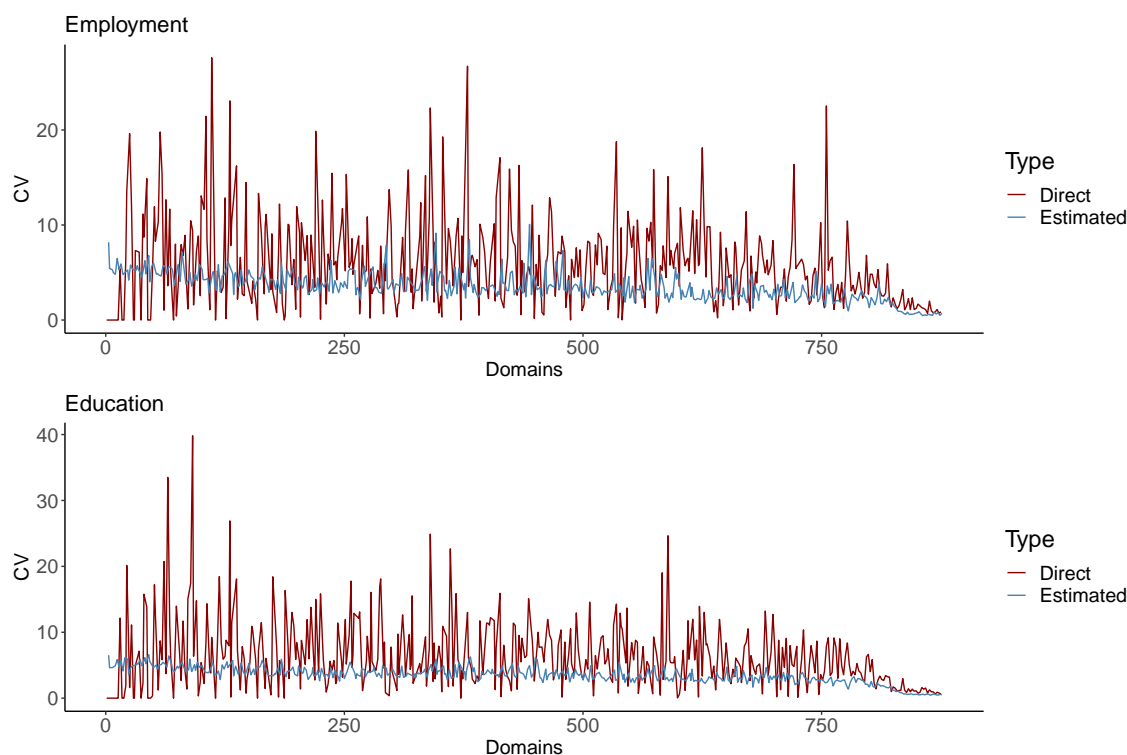 Employment
20
10
0
CV
0
250
500
750
Domains
Type
Direct
Estimated
Education
40
30
20
10
0
CV
0
250
500
750
Domains
Type
Direct
Estimated